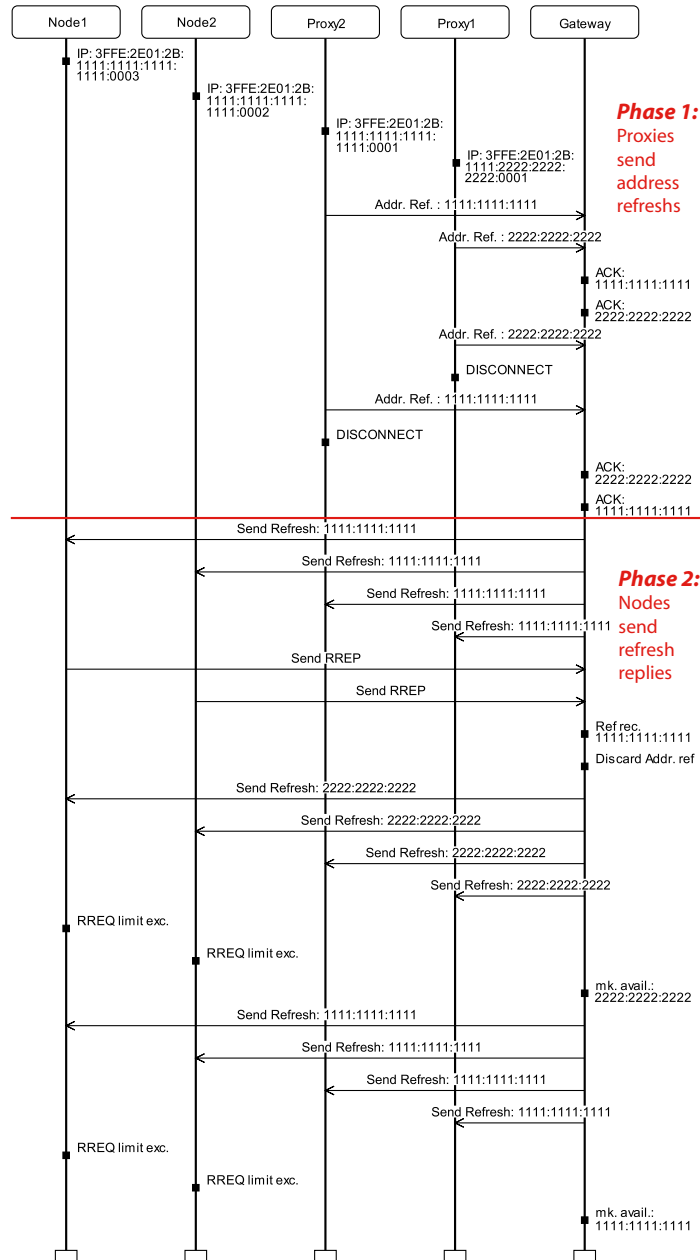 Node1
Node2
Proxy2
Proxy1
Gateway
IP: 3FFE:2E01:2B:
1111:1111:1111:
1111:0003
IP: 3FFE:2E01:2B:
1111:1111:1111:
1111:0002
IP: 3FFE:2E01:2B:
1111:1111:1111:
1111:0001
IP: 3FFE:2E01:2B:
1111:2222:2222:
2222:0001
Phase 1:
Proxies
send
address
refreshs
Addr. Ref. : 1111:1111:1111
Addr. Ref. : 2222:2222:2222
ACK:
1111:1111:1111
ACK:
2222:2222:2222
Addr. Ref. : 2222:2222:2222
DISCONNECT
Addr. Ref. : 1111:1111:1111
DISCONNECT
ACK:
2222:2222:2222
ACK:
1111:1111:1111
Send Refresh: 1111:1111:1111
Send Refresh: 1111:1111:1111
Send Refresh: 1111:1111:1111
Send Refresh: 1111:1111:1111
Phase 2:
Nodes
send
refresh
replies
Send RREP
Send RREP
Ref rec.
1111:1111:1111
Discard Addr. ref
Send Refresh: 2222:2222:2222
Send Refresh: 2222:2222:2222
Send Refresh: 2222:2222:2222
Send Refresh: 2222:2222:2222
RREQ limit exc.
RREQ limit exc.
mk. avail.:
2222:2222:2222
Send Refresh: 1111:1111:1111
Send Refresh: 1111:1111:1111
Send Refresh: 1111:1111:1111
Send Refresh: 1111:1111:1111
RREQ limit exc.
RREQ limit exc.
mk. avail.:
1111:1111:1111